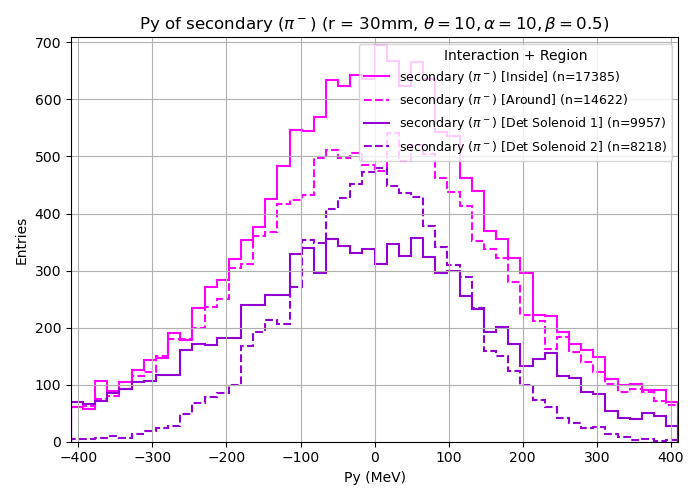 Py of secondary (π⁻) (r = 30mm, θ = 10, α = 10, β = 0.5)
Interaction + Region
secondary (π⁻) [Inside] (n=17385)
secondary (π⁻) [Around] (n=14622)
secondary (π⁻) [Det Solenoid 1] (n=9957)
secondary (π⁻) [Det Solenoid 2] (n=8218)
Entries
700
600
500
400
300
200
100
0
−400 −300 −200 −100 0 100 200 300 400
Py (MeV)